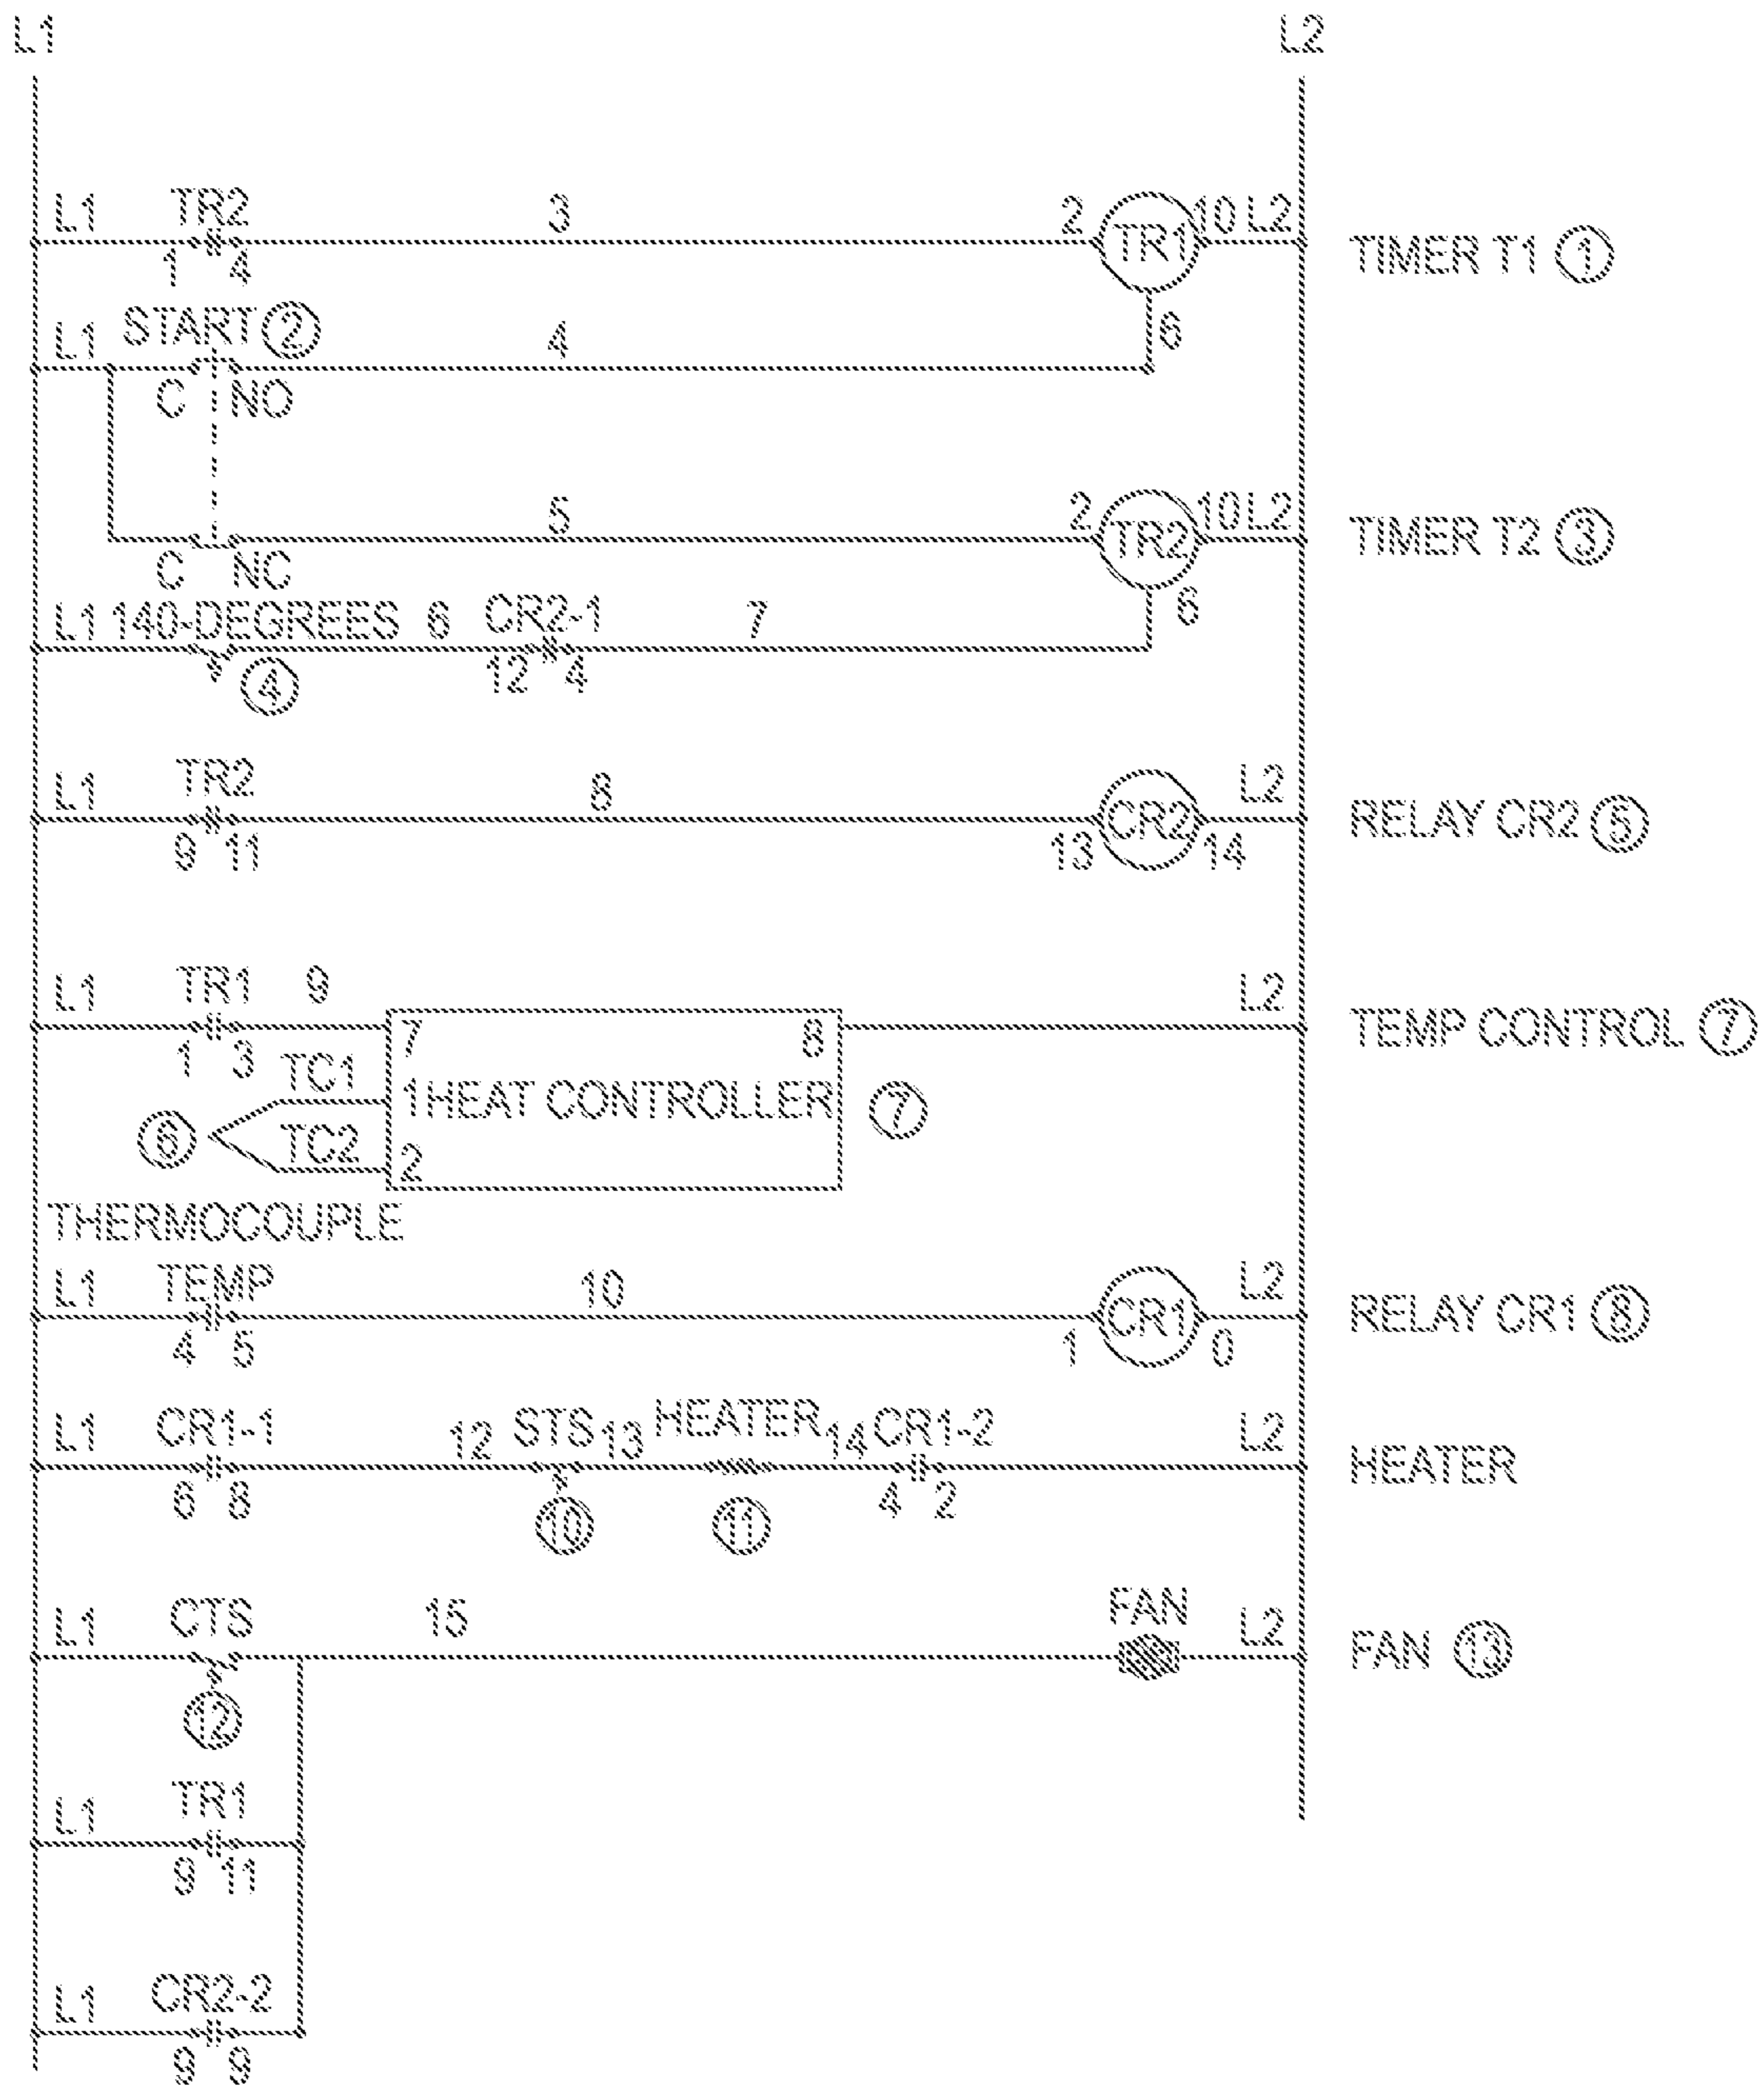 L1 L2
L1 TR2 3 2 TR1 10 L2 TIMER T1 ①
1 4
L1 START ② 4 6
C NO
5 2 TR2 10 L2 TIMER T2 ③
C NC
L1 140-DEGREES 6 CR2-1 7 6
④ 12 4
L1 TR2 8 CR2 L2 RELAY CR2 ⑤
9 11 13 14
L1 TR1 9 L2 TEMP CONTROL ⑦
1 3 7 8
TC1 1 HEAT CONTROLLER ⑦
⑥ TC2 2
THERMOCOUPLE
L1 TEMP 10 CR1 L2 RELAY CR1 ⑧
4 5 1 0
L1 CR1-1 12 STS 13 HEATER 14 CR1-2 L2 HEATER
6 8 ⑩ ⑪ 4 2
L1 CTS 15 FAN L2 FAN ⑬
⑫
L1 TR1
9 11
L1 CR2-2
9 9